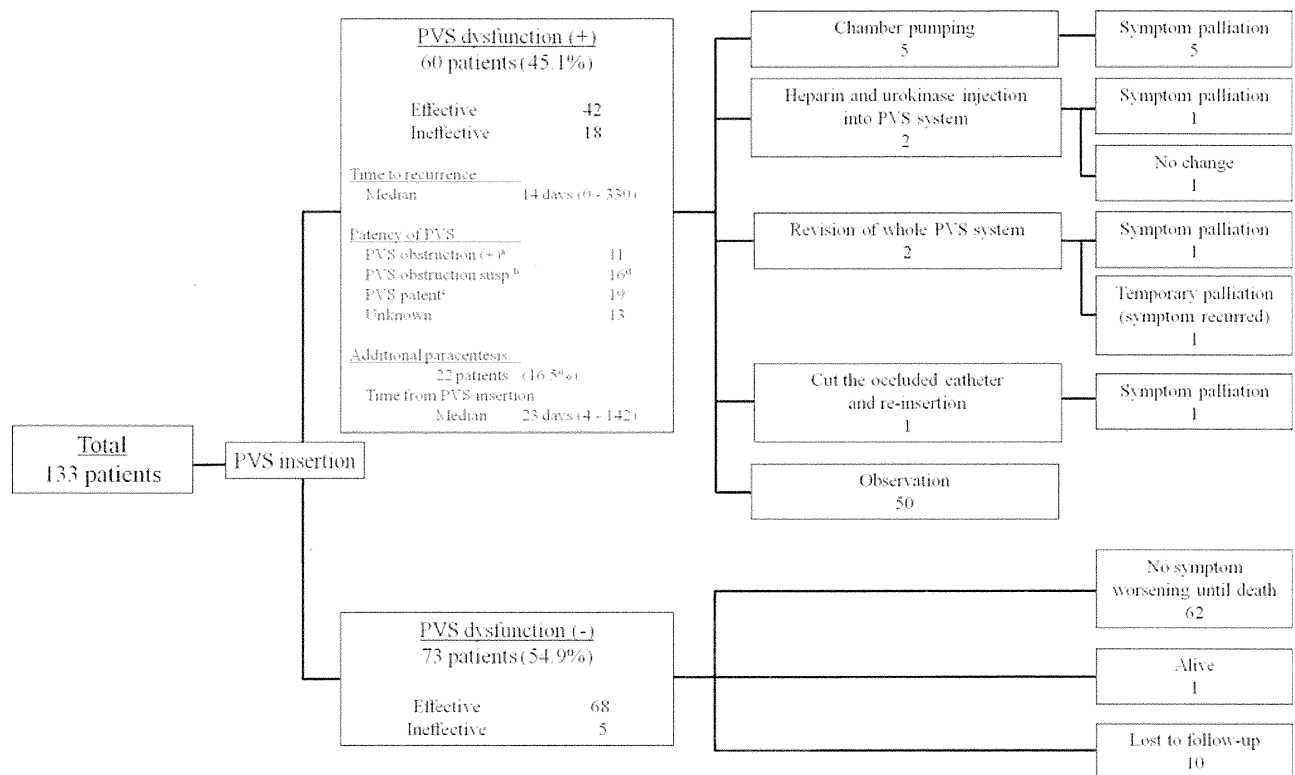 Total
133 patients
PVS insertion
PVS dysfunction (+)
60 patients (45.1%)
Effective 42
Ineffective 18
Time to recurrence
Median 14 days (0 - 330)
Patency of PVS
PVS obstruction (+)ᵃ 11
PVS obstruction susp ᵇ 16ᵈ
PVS patentᶜ 19
Unknown 13
Additional paracentesis
22 patients (16.5%)
Time from PVS insertion
Median 23 days (4 - 142)
Chamber pumping
5
Symptom palliation
5
Heparin and urokinase injection
into PVS system
2
Symptom palliation
1
No change
1
Revision of whole PVS system
2
Symptom palliation
1
Temporary palliation
(symptom recurred)
1
Cut the occluded catheter
and re-insertion
1
Symptom palliation
1
Observation
50
PVS dysfunction (-)
73 patients (54.9%)
Effective 68
Ineffective 5
No symptom
worsening until death
62
Alive
1
Lost to follow-up
10